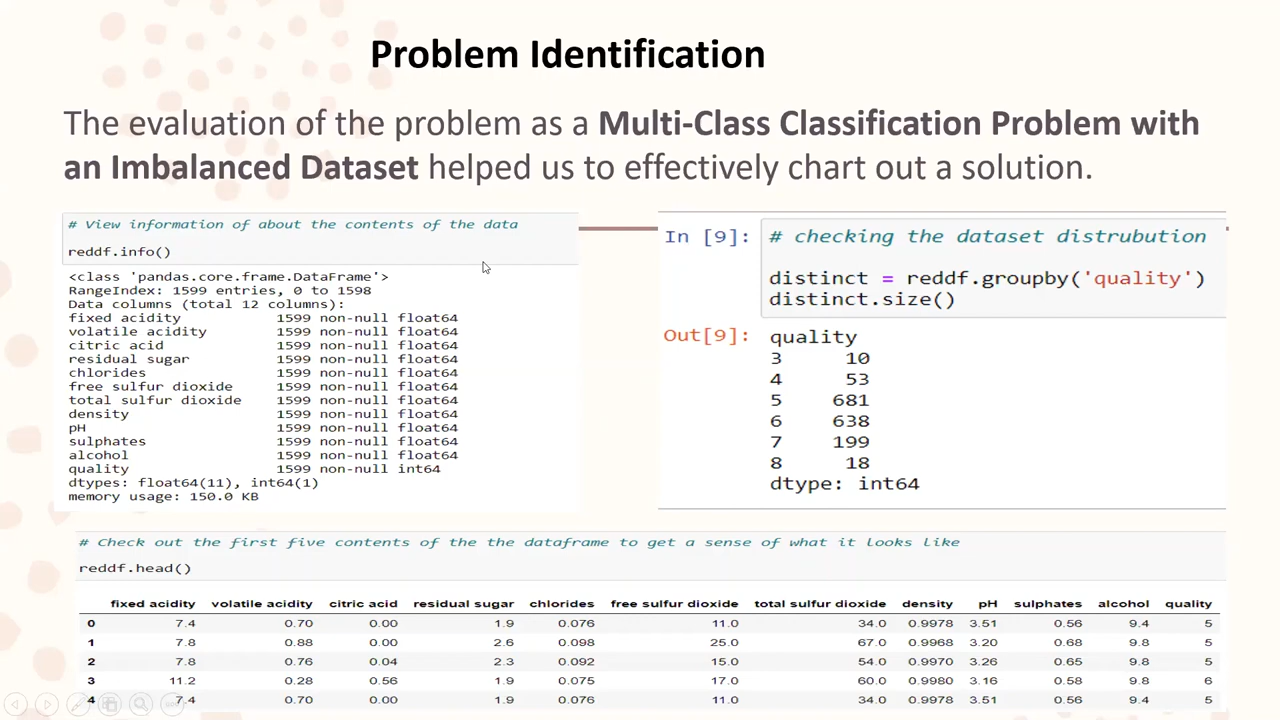 Problem Identification
The evaluation of the problem as a Multi-Class Classification Problem with
an Imbalanced Dataset helped us to effectively chart out a solution.
# View information of about the contents of the data
reddf.info()
<class 'pandas.core.frame.DataFrame'>
RangeIndex: 1599 entries, 0 to 1598
Data columns (total 12 columns):
fixed acidity 1599 non-null float64
volatile acidity 1599 non-null float64
citric acid 1599 non-null float64
residual sugar 1599 non-null float64
chlorides 1599 non-null float64
free sulfur dioxide 1599 non-null float64
total sulfur dioxide 1599 non-null float64
density 1599 non-null float64
pH 1599 non-null float64
sulphates 1599 non-null float64
alcohol 1599 non-null float64
quality 1599 non-null int64
dtypes: float64(11), int64(1)
memory usage: 150.0 KB
In [9]: # checking the dataset distrubution
distinct = reddf.groupby('quality')
distinct.size()
Out[9]: quality
3 10
4 53
5 681
6 638
7 199
8 18
dtype: int64
# Check out the first five contents of the the dataframe to get a sense of what it looks like
reddf.head()
fixed acidity volatile acidity citric acid residual sugar chlorides free sulfur dioxide total sulfur dioxide density pH sulphates alcohol quality
0 7.4 0.70 0.00 1.9 0.076 11.0 34.0 0.9978 3.51 0.56 9.4 5
1 7.8 0.88 0.00 2.6 0.098 25.0 67.0 0.9968 3.20 0.68 9.8 5
2 7.8 0.76 0.04 2.3 0.092 15.0 54.0 0.9970 3.26 0.65 9.8 5
3 11.2 0.28 0.56 1.9 0.075 17.0 60.0 0.9980 3.16 0.58 9.8 6
4 7.4 0.70 0.00 1.9 0.076 11.0 34.0 0.9978 3.51 0.56 9.4 5